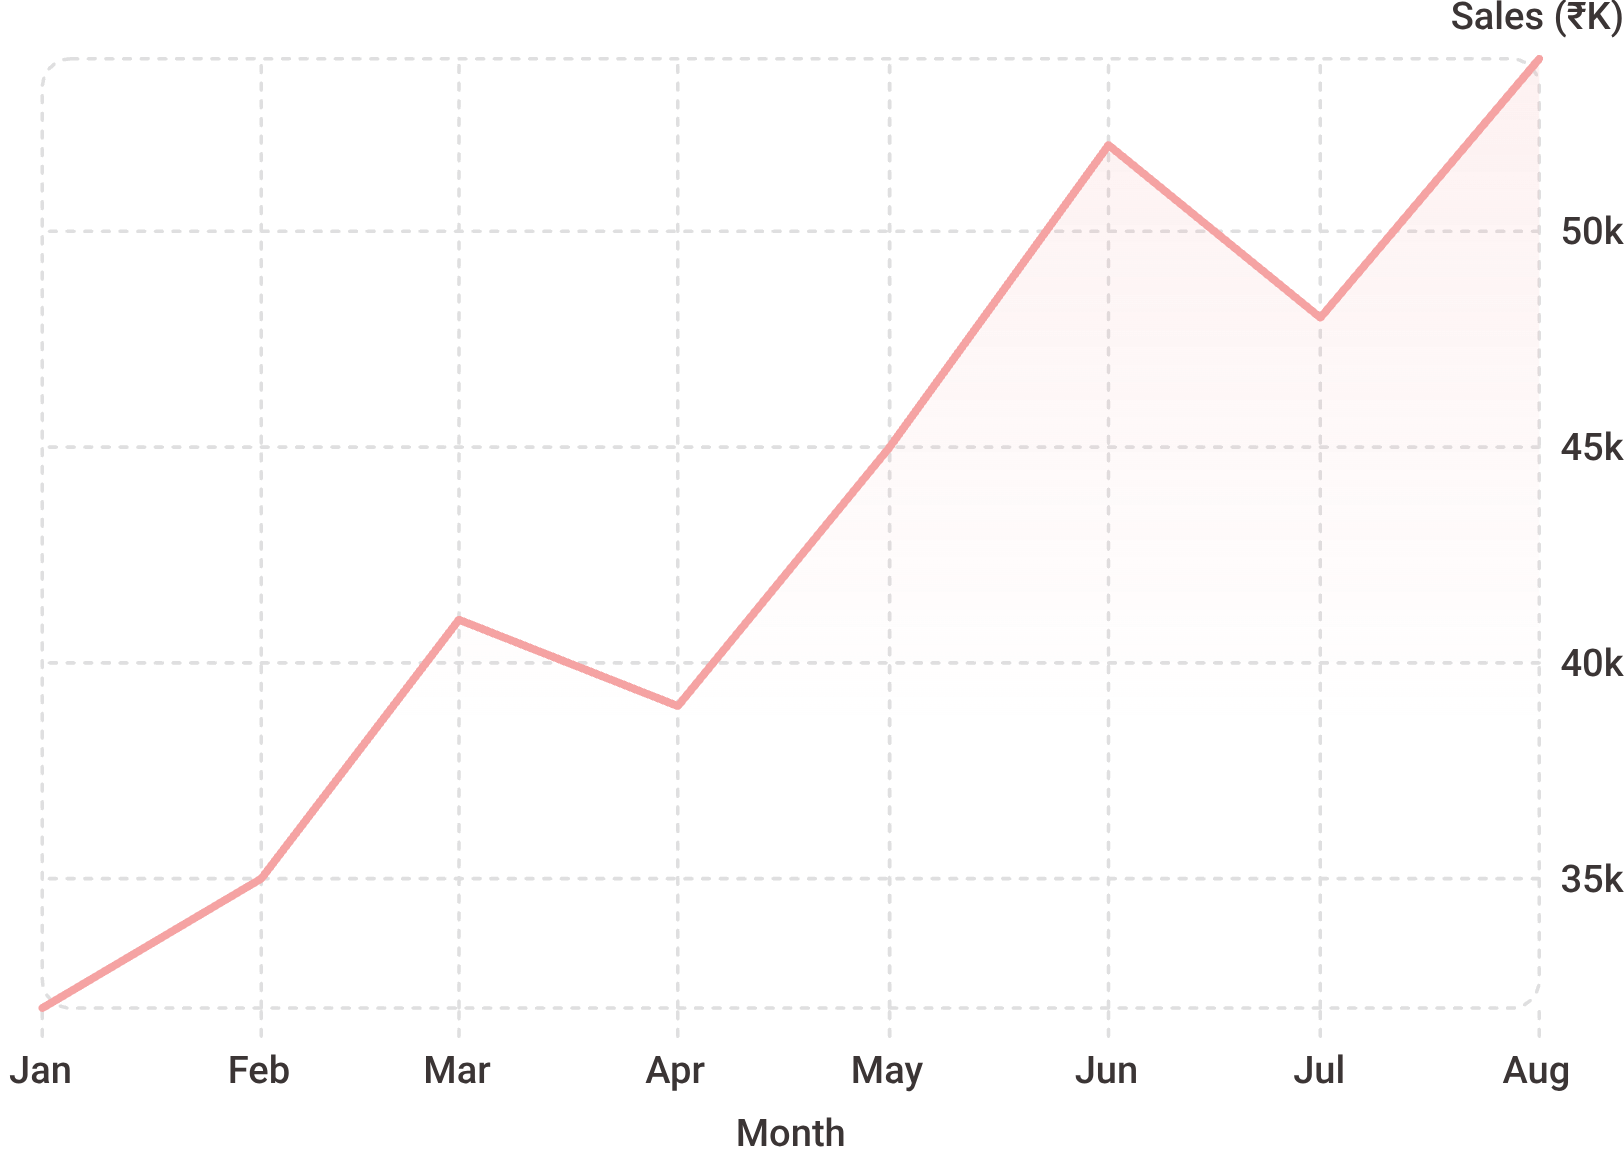 Sales (₹K)
50k
45k
40k
35k
Jan Feb Mar Apr May Jun Jul Aug
Month